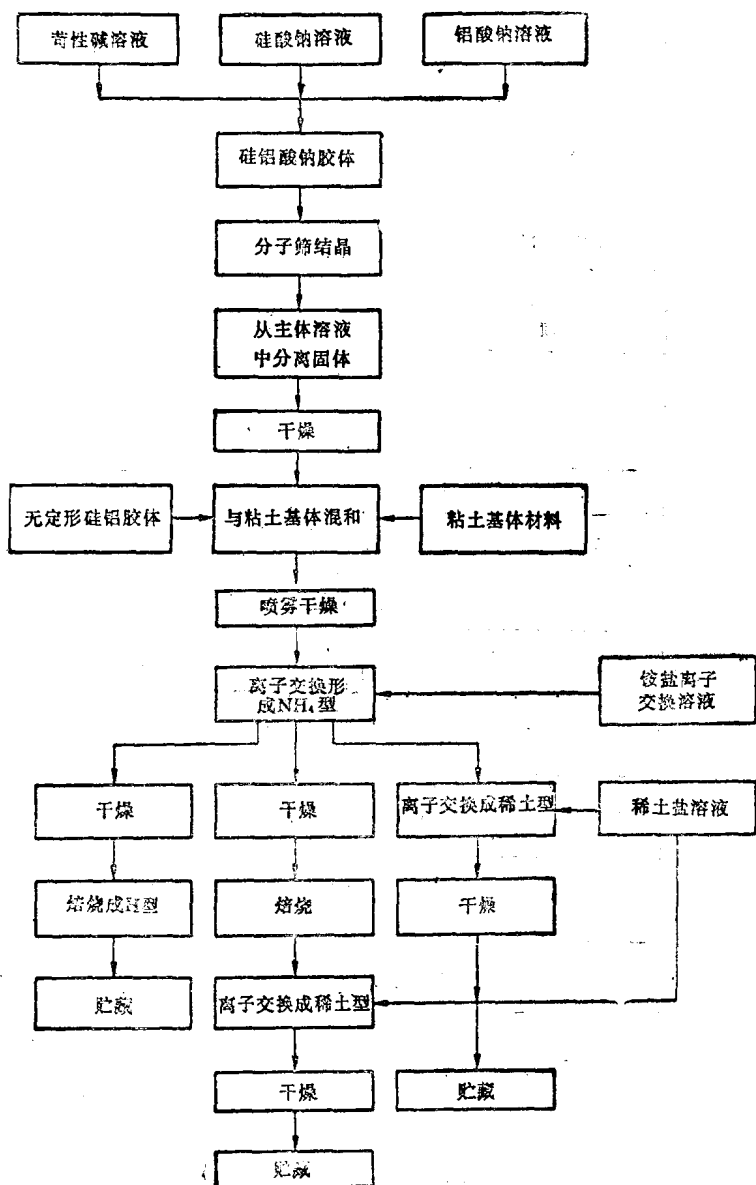 苛性碱溶液
硅酸钠溶液
铝酸钠溶液
硅铝酸钠胶体
分子筛结晶
从主体溶液
中分离固体
干燥
无定形硅铝胶体
与粘土基体混和
粘土基体材料
喷雾干燥
离子交换形
成NH₄型
铵盐离子
交换溶液
干燥
干燥
离子交换成稀土型
稀土盐溶液
焙烧成H型
焙烧
干燥
贮藏
离子交换成稀土型
干燥
贮藏
贮藏